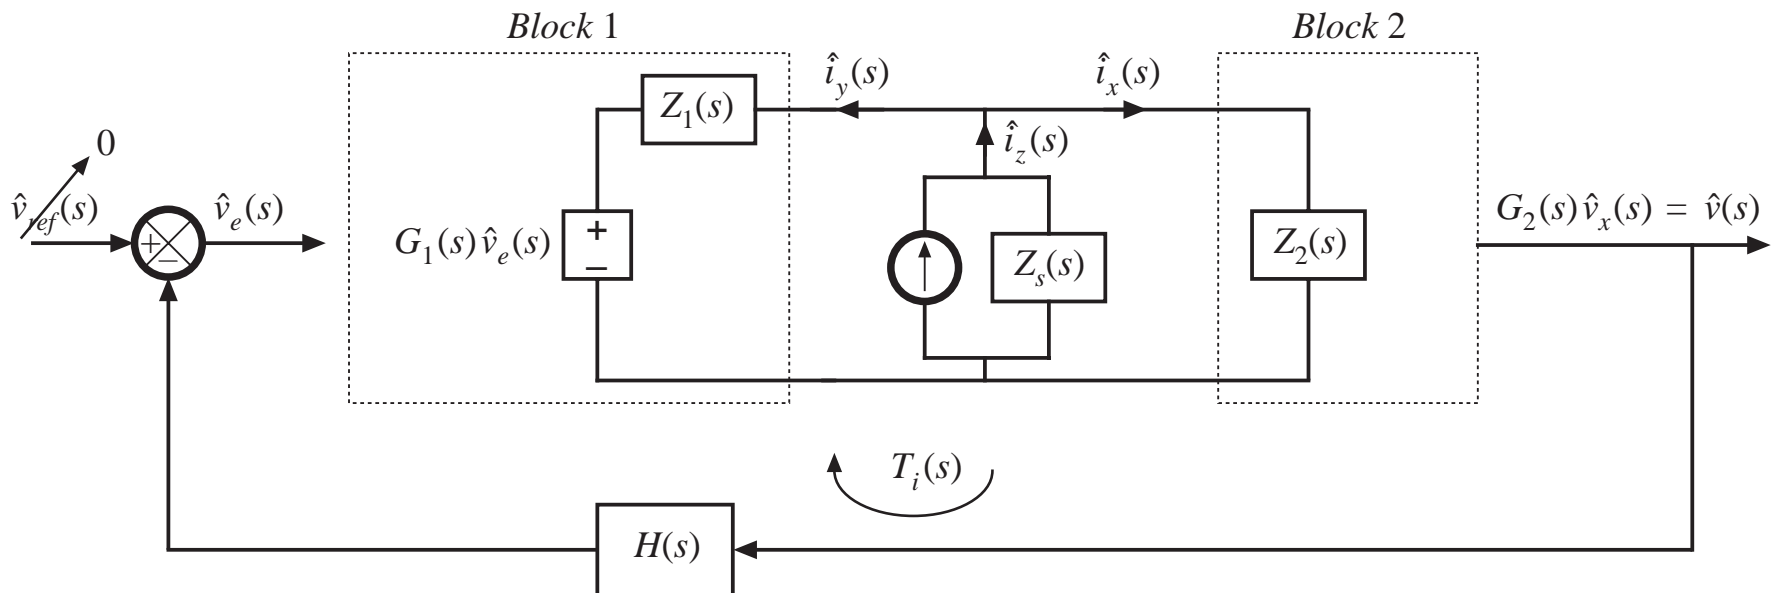 Block 1
Block 2
î_y(s)
î_x(s)
Z_1(s)
0
î_z(s)
v̂_ref(s)
v̂_e(s)
G_1(s) v̂_e(s)
+
–
+
–
Z_s(s)
Z_2(s)
G_2(s) v̂_x(s) = v̂(s)
T_i(s)
H(s)